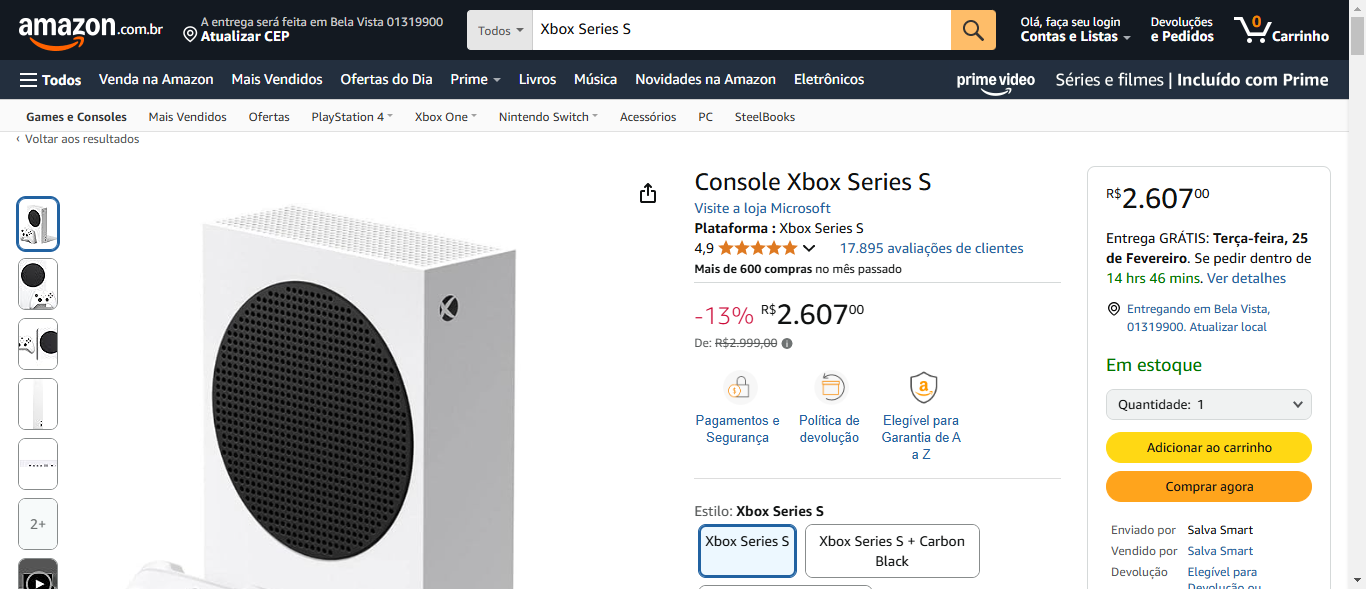 amazon.com.br
A entrega será feita em Bela Vista 01319900
Atualizar CEP
Todos
Xbox Series S
Olá, faça seu login
Contas e Listas
Devoluções
e Pedidos
0
Carrinho
Todos
Venda na Amazon
Mais Vendidos
Ofertas do Dia
Prime
Livros
Música
Novidades na Amazon
Eletrônicos
prime video
Séries e filmes | Incluído com Prime
Games e Consoles
Mais Vendidos
Ofertas
PlayStation 4
Xbox One
Nintendo Switch
Acessórios
PC
SteelBooks
‹ Voltar aos resultados
2+
Console Xbox Series S
Visite a loja Microsoft
Plataforma : Xbox Series S
4,9
17.895 avaliações de clientes
Mais de 600 compras no mês passado
-13% R$2.60700
De: R$2.999,00
Pagamentos e
Segurança
Política de
devolução
Elegível para
Garantia de A
a Z
Estilo: Xbox Series S
Xbox Series S
Xbox Series S + Carbon
Black
R$2.60700
Entrega GRÁTIS: Terça-feira, 25
de Fevereiro. Se pedir dentro de
14 hrs 46 mins. Ver detalhes
Entregando em Bela Vista,
01319900. Atualizar local
Em estoque
Quantidade: 1
Adicionar ao carrinho
Comprar agora
Enviado por Salva Smart
Vendido por Salva Smart
Devolução Elegível para
Devolução ou